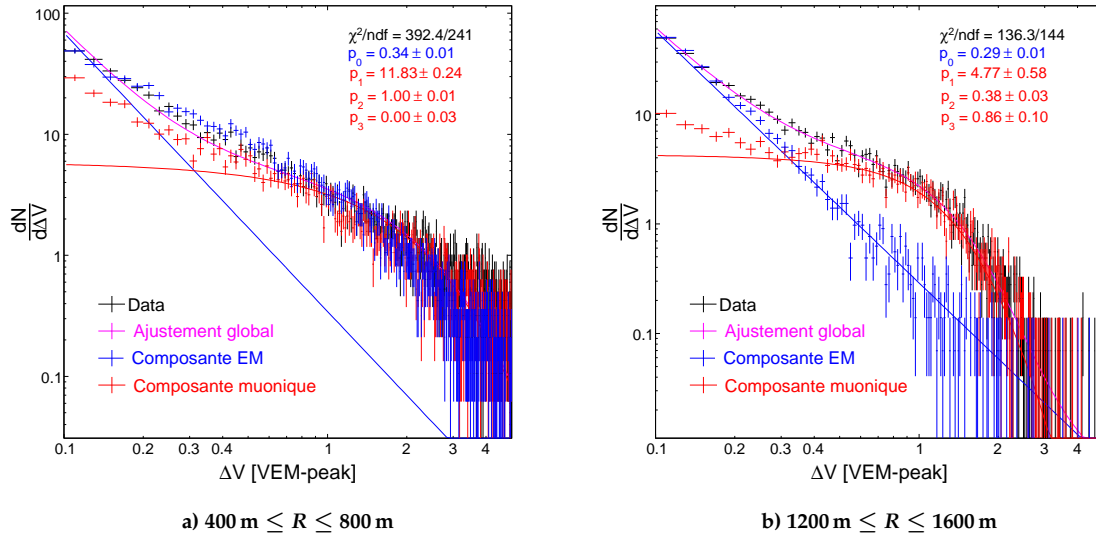 100
10
1
0.1
dN
dΔV
χ²/ndf = 392.4/241
p₀ = 0.34 ± 0.01
p₁ = 11.83 ± 0.24
p₂ = 1.00 ± 0.01
p₃ = 0.00 ± 0.03
Data
Ajustement global
Composante EM
Composante muonique
0.1 0.2 0.4 1 2 3 4
ΔV [VEM-peak]
a) 400 m ≤ R ≤ 800 m
100
10
1
0.1
dN
dΔV
χ²/ndf = 136.3/144
p₀ = 0.29 ± 0.01
p₁ = 4.77 ± 0.58
p₂ = 0.38 ± 0.03
p₃ = 0.86 ± 0.10
Data
Ajustement global
Composante EM
Composante muonique
0.1 0.2 0.4 1 2 3 4
ΔV [VEM-peak]
b) 1200 m ≤ R ≤ 1600 m